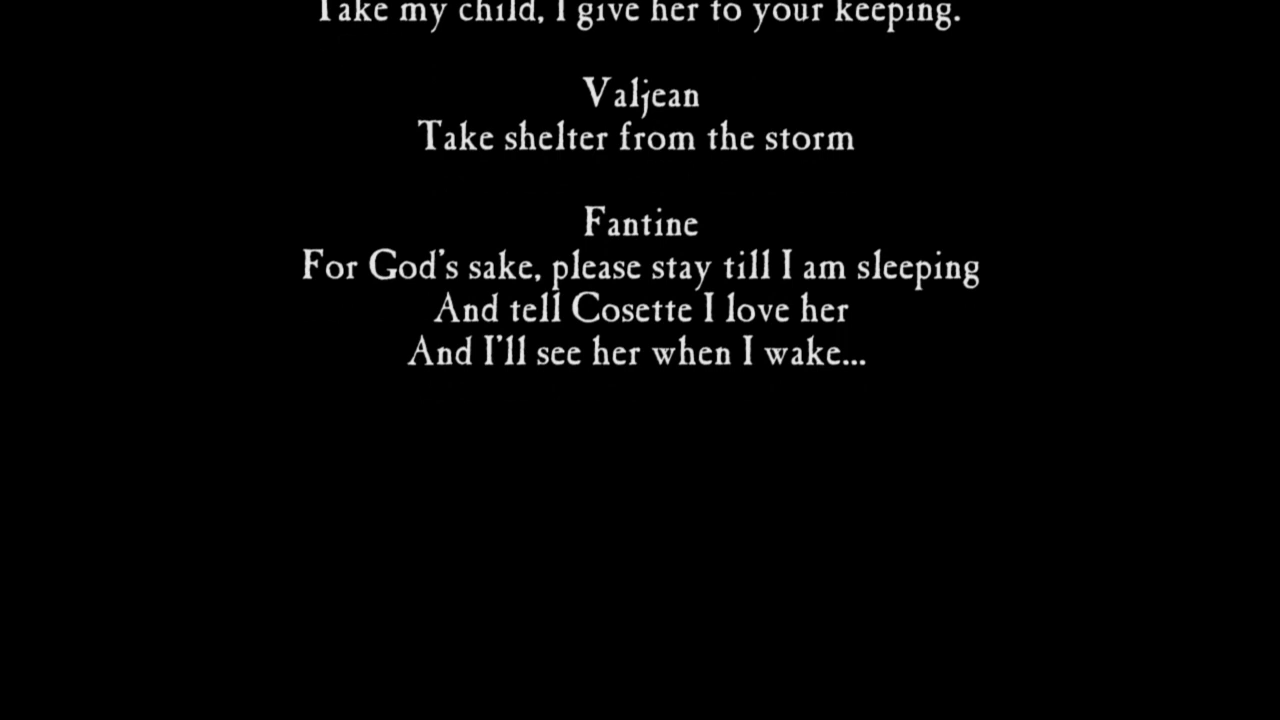 Take my child, I give her to your keeping.
Valjean
Take shelter from the storm
Fantine
For God's sake, please stay till I am sleeping
And tell Cosette I love her
And I'll see her when I wake...